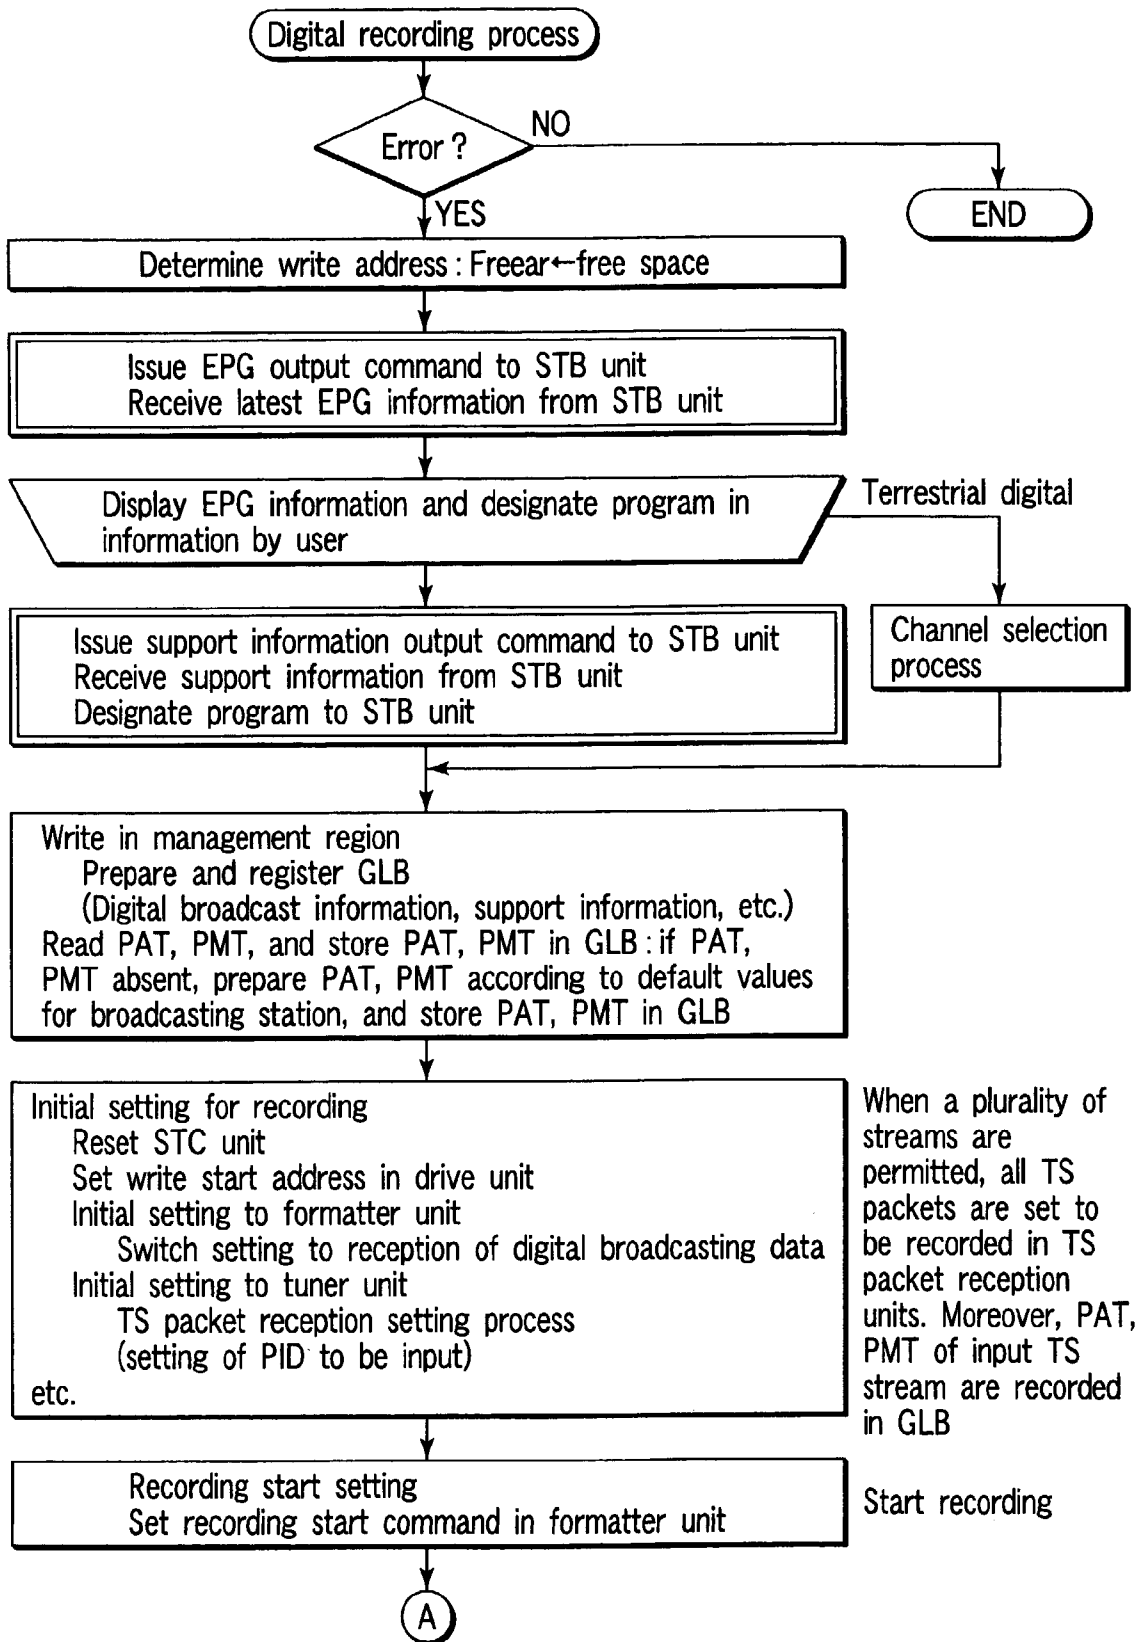 Digital recording process
Error?
NO
END
YES
Determine write address : Freear←free space
Issue EPG output command to STB unit
Receive latest EPG information from STB unit
Display EPG information and designate program in
information by user
Terrestrial digital
Issue support information output command to STB unit
Receive support information from STB unit
Designate program to STB unit
Channel selection
process
Write in management region
Prepare and register GLB
(Digital broadcast information, support information, etc.)
Read PAT, PMT, and store PAT, PMT in GLB : if PAT,
PMT absent, prepare PAT, PMT according to default values
for broadcasting station, and store PAT, PMT in GLB
Initial setting for recording
Reset STC unit
Set write start address in drive unit
Initial setting to formatter unit
Switch setting to reception of digital broadcasting data
Initial setting to tuner unit
TS packet reception setting process
(setting of PID to be input)
etc.
When a plurality of
streams are
permitted, all TS
packets are set to
be recorded in TS
packet reception
units. Moreover, PAT,
PMT of input TS
stream are recorded
in GLB
Recording start setting
Set recording start command in formatter unit
Start recording
A